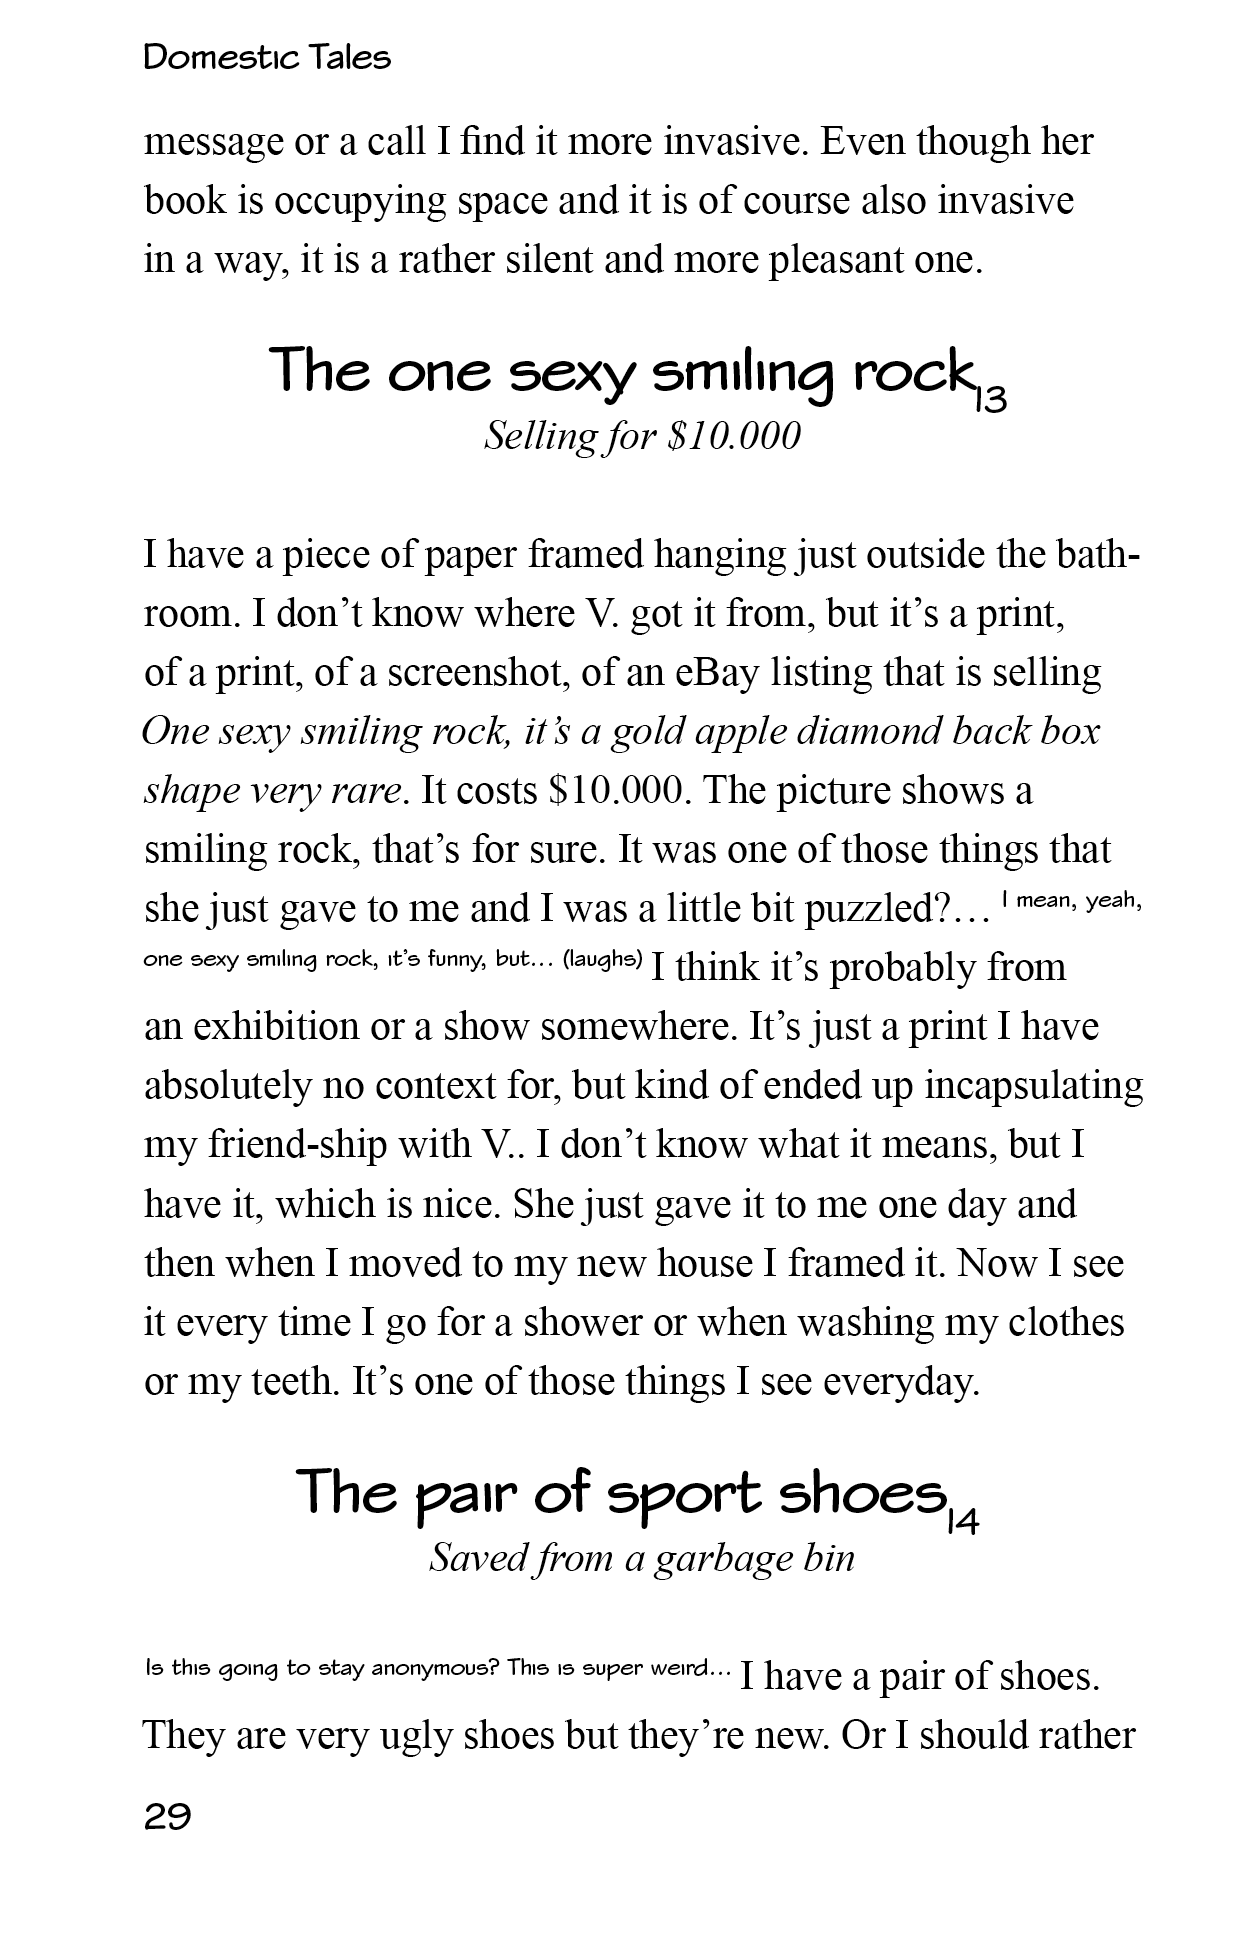 Domestic Tales
message or a call I find it more invasive. Even though her
book is occupying space and it is of course also invasive
in a way, it is a rather silent and more pleasant one.
The one sexy smiling rock13
Selling for $10.000
I have a piece of paper framed hanging just outside the bath-
room. I don’t know where V. got it from, but it’s a print,
of a print, of a screenshot, of an eBay listing that is selling
One sexy smiling rock, it’s a gold apple diamond back box
shape very rare. It costs $10.000. The picture shows a
smiling rock, that’s for sure. It was one of those things that
she just gave to me and I was a little bit puzzled?… I mean, yeah,
one sexy smiling rock, it’s funny, but… (laughs) I think it’s probably from
an exhibition or a show somewhere. It’s just a print I have
absolutely no context for, but kind of ended up incapsulating
my friend-ship with V.. I don’t know what it means, but I
have it, which is nice. She just gave it to me one day and
then when I moved to my new house I framed it. Now I see
it every time I go for a shower or when washing my clothes
or my teeth. It’s one of those things I see everyday.
The pair of sport shoes14
Saved from a garbage bin
Is this going to stay anonymous? This is super weird… I have a pair of shoes.
They are very ugly shoes but they’re new. Or I should rather
29